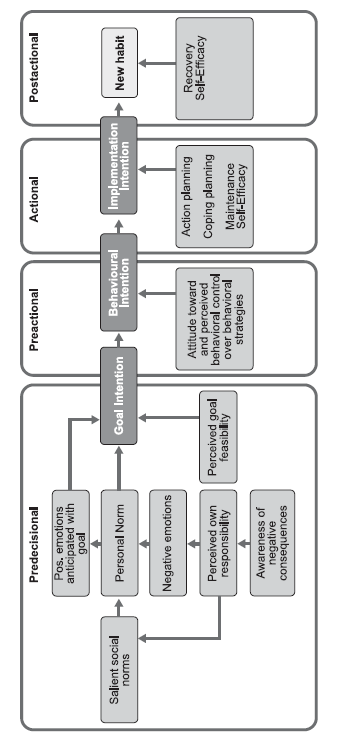 Predecisional
Preactional
Actional
Postactional
Pos. emotions
anticipated with
goal
Salient social
norms
Personal Norm
Goal Intention
Behavioural
Intention
Implementation
Intention
New habit
Negative emotions
Perceived own
responsibility
Perceived goal
feasibility
Awareness of
negative
consequences
Attitude toward
and perceived
behavioral control
over behavioral
strategies
Action planning
Coping planning
Maintenance
Self-Efficacy
Recovery
Self-Efficacy